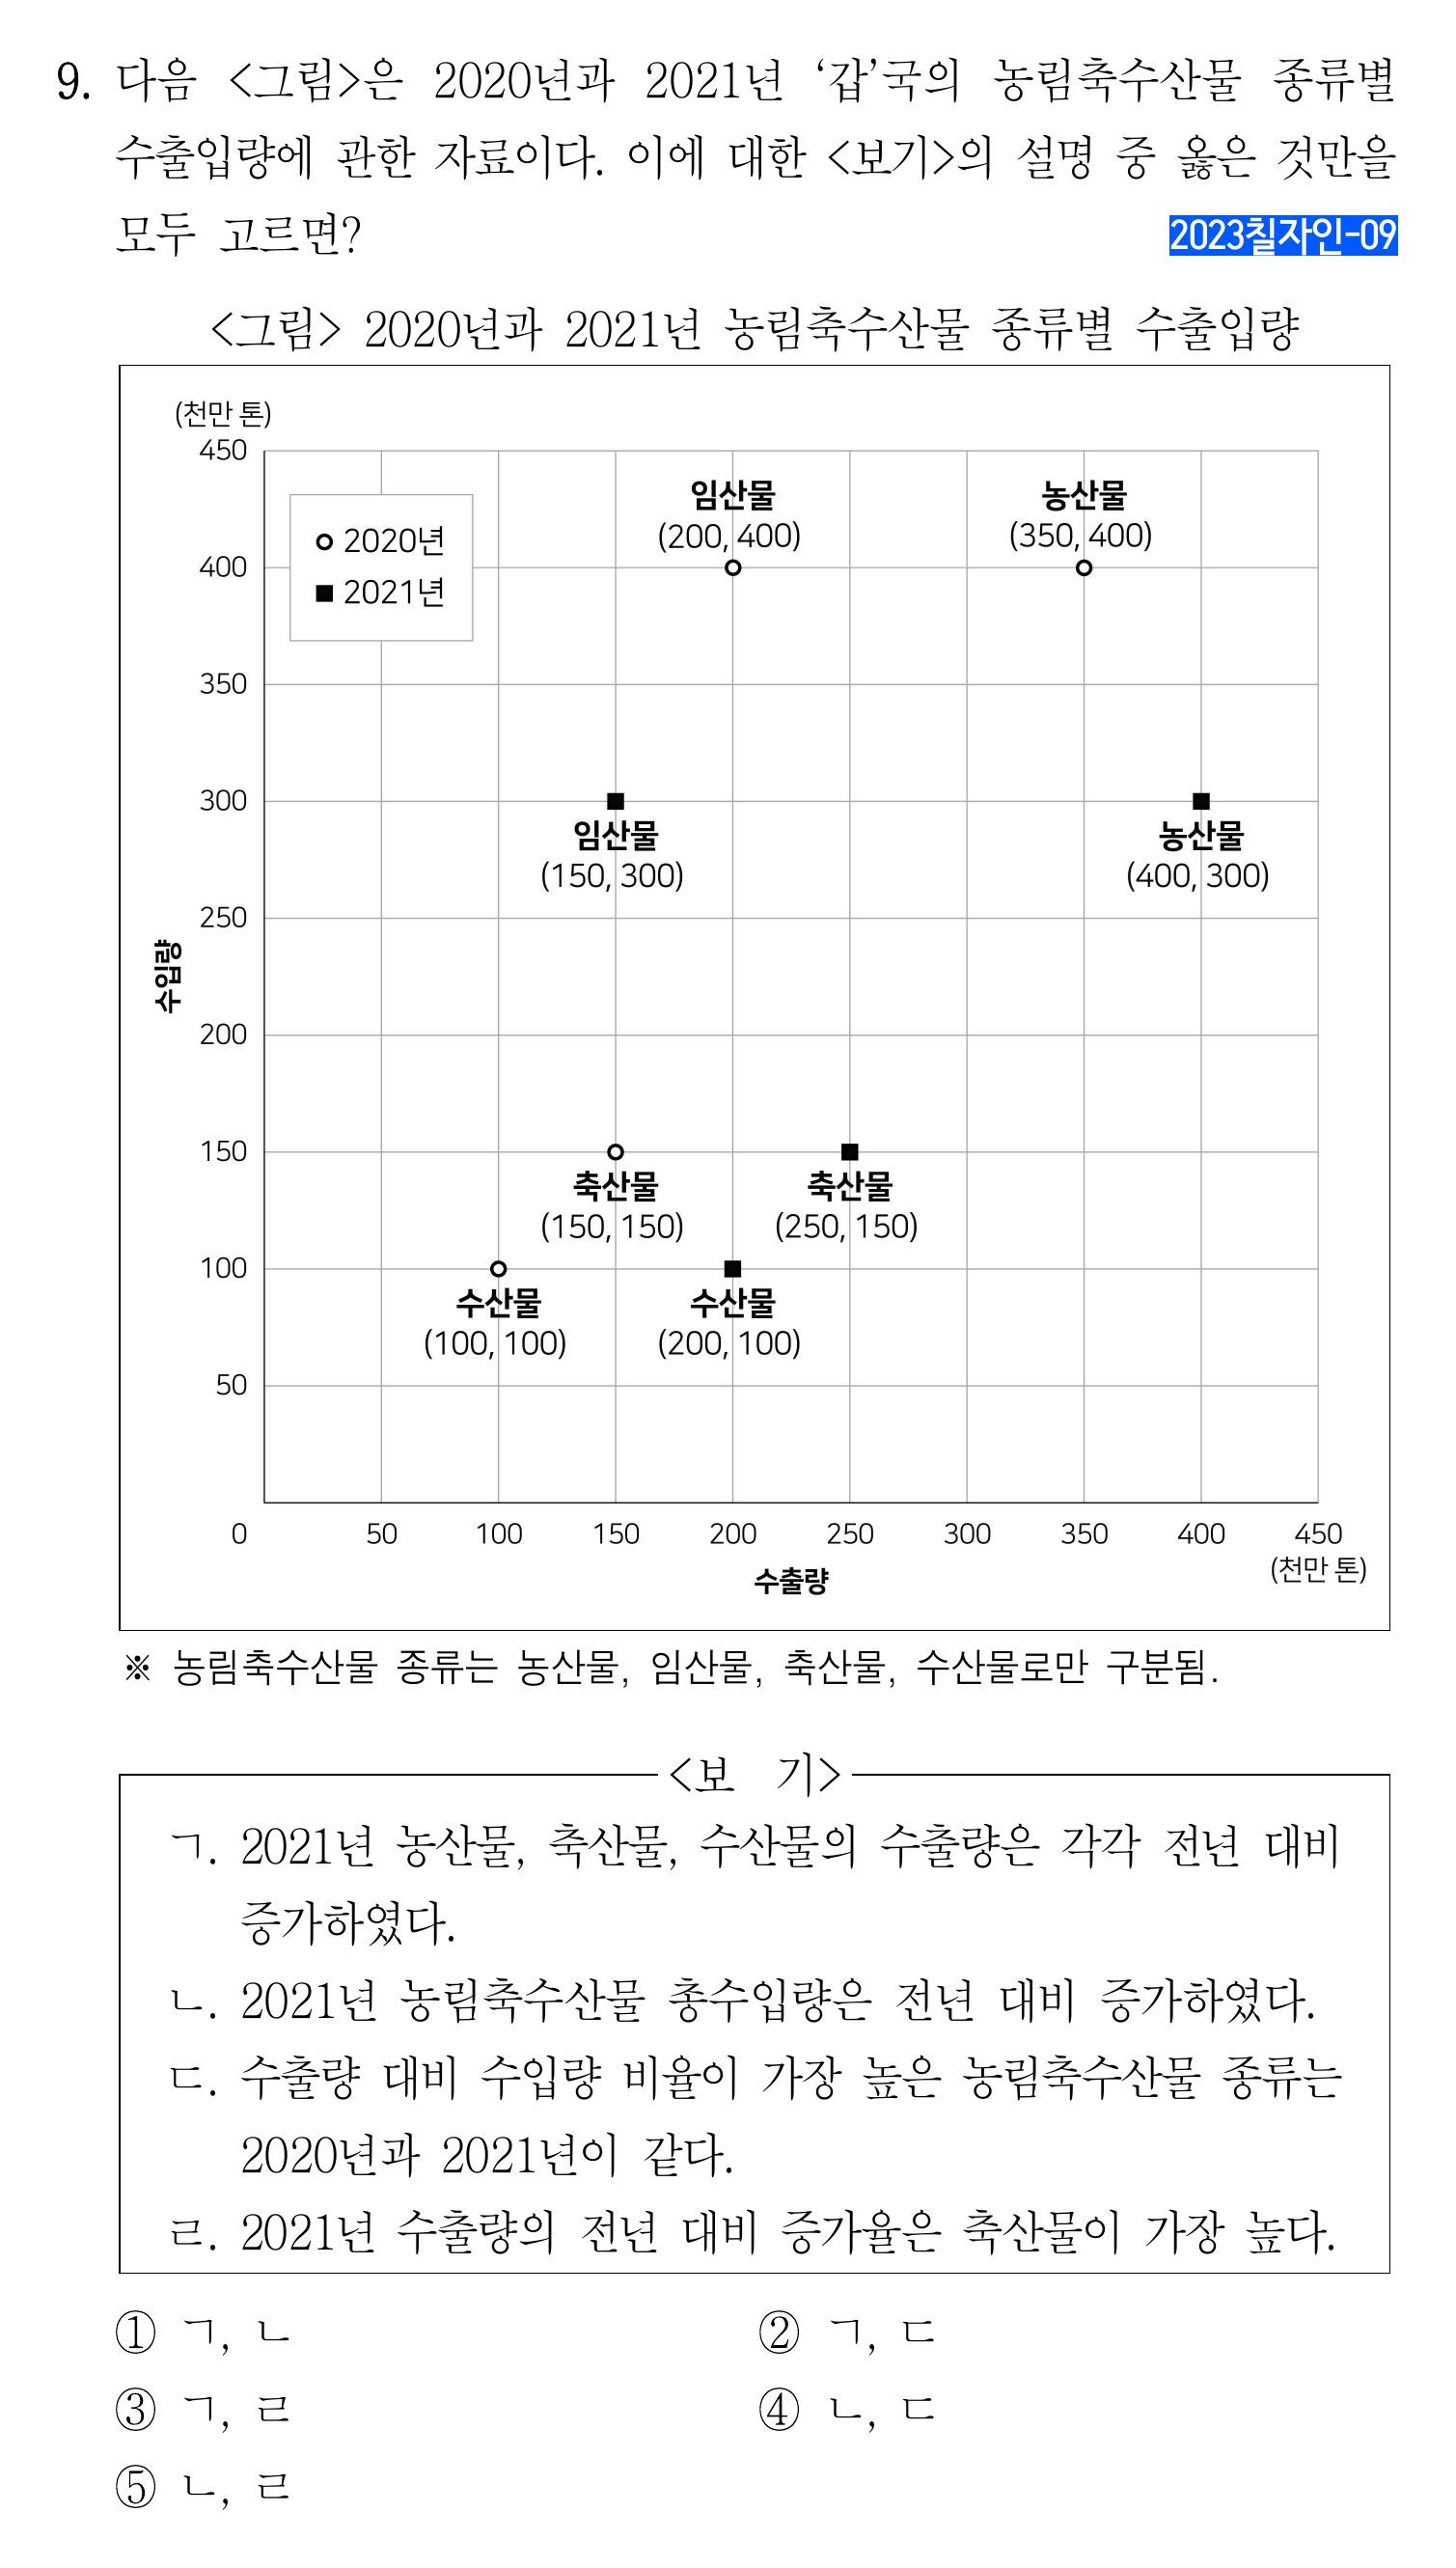 9. 다음 <그림>은 2020년과 2021년 ‘갑’국의 농림축수산물 종류별
수출입량에 관한 자료이다. 이에 대한 <보기>의 설명 중 옳은 것만을
모두 고르면?
2023칠자인-09
<그림> 2020년과 2021년 농림축수산물 종류별 수출입량
(천만 톤)
450
임산물
(200, 400)
농산물
(350, 400)
2020년
2021년
400
350
300
임산물
(150, 300)
농산물
(400, 300)
250
수입량
200
150
축산물
(150, 150)
축산물
(250, 150)
100
수산물
(100, 100)
수산물
(200, 100)
50
0 50 100 150 200 250 300 350 400 450
(천만 톤)
수출량
※ 농림축수산물 종류는 농산물, 임산물, 축산물, 수산물로만 구분됨.
<보 기>
ㄱ. 2021년 농산물, 축산물, 수산물의 수출량은 각각 전년 대비
증가하였다.
ㄴ. 2021년 농림축수산물 총수입량은 전년 대비 증가하였다.
ㄷ. 수출량 대비 수입량 비율이 가장 높은 농림축수산물 종류는
2020년과 2021년이 같다.
ㄹ. 2021년 수출량의 전년 대비 증가율은 축산물이 가장 높다.
① ㄱ, ㄴ
② ㄱ, ㄷ
③ ㄱ, ㄹ
④ ㄴ, ㄷ
⑤ ㄴ, ㄹ